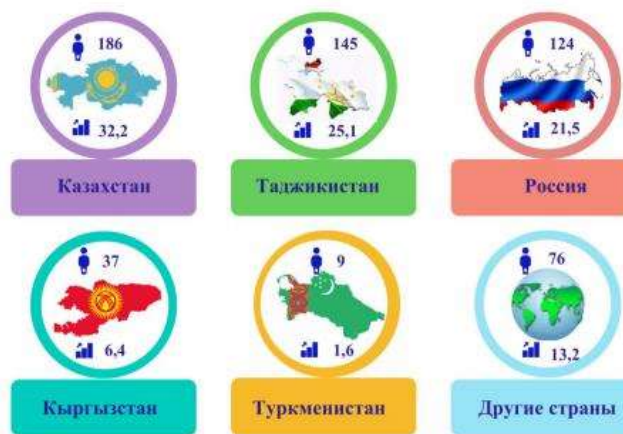 186
145
124
32,2
25,1
21,5
Казахстан
Таджикистан
Россия
37
9
76
6,4
1,6
13,2
Кыргызстан
Туркменистан
Другие страны